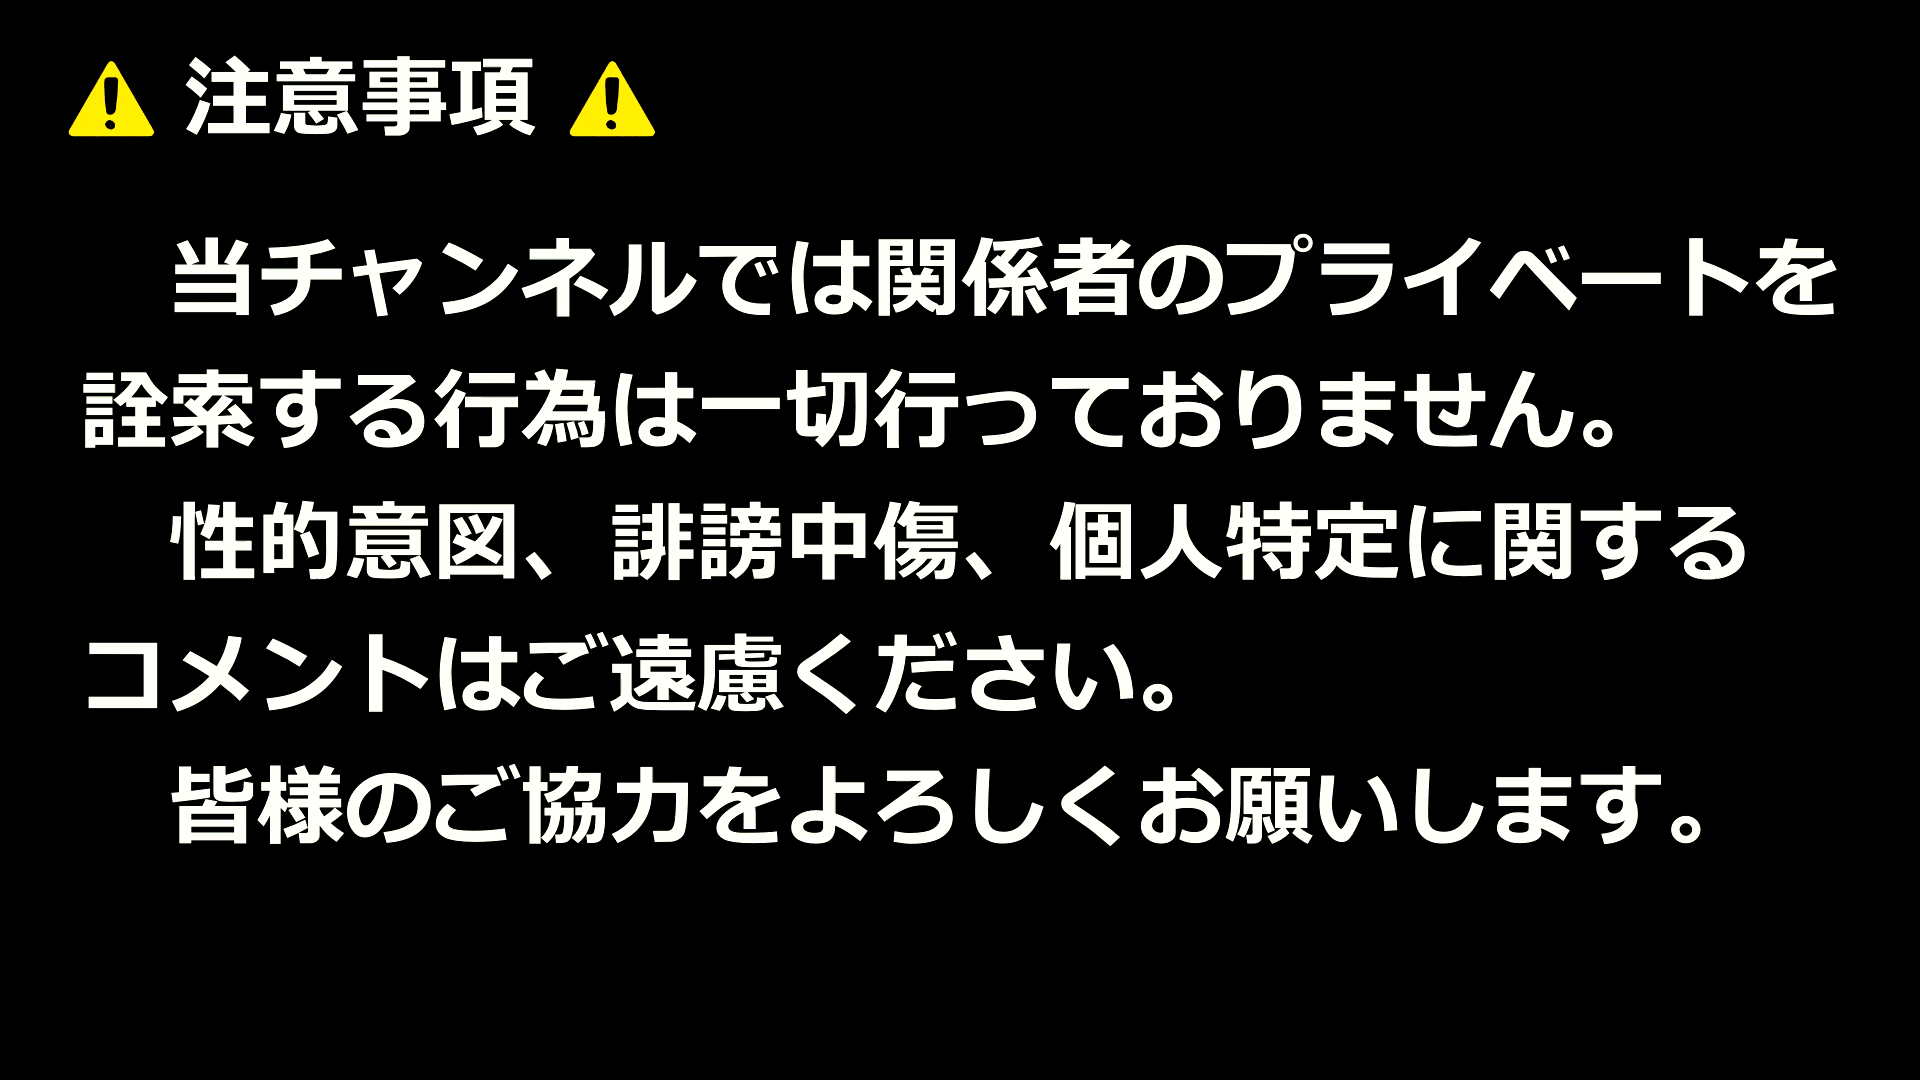 ⚠ 注意事項 ⚠
　当チャンネルでは関係者のプライベートを
詮索する行為は一切行っておりません。
　性的意図、誹謗中傷、個人特定に関する
コメントはご遠慮ください。
　皆様のご協力をよろしくお願いします。